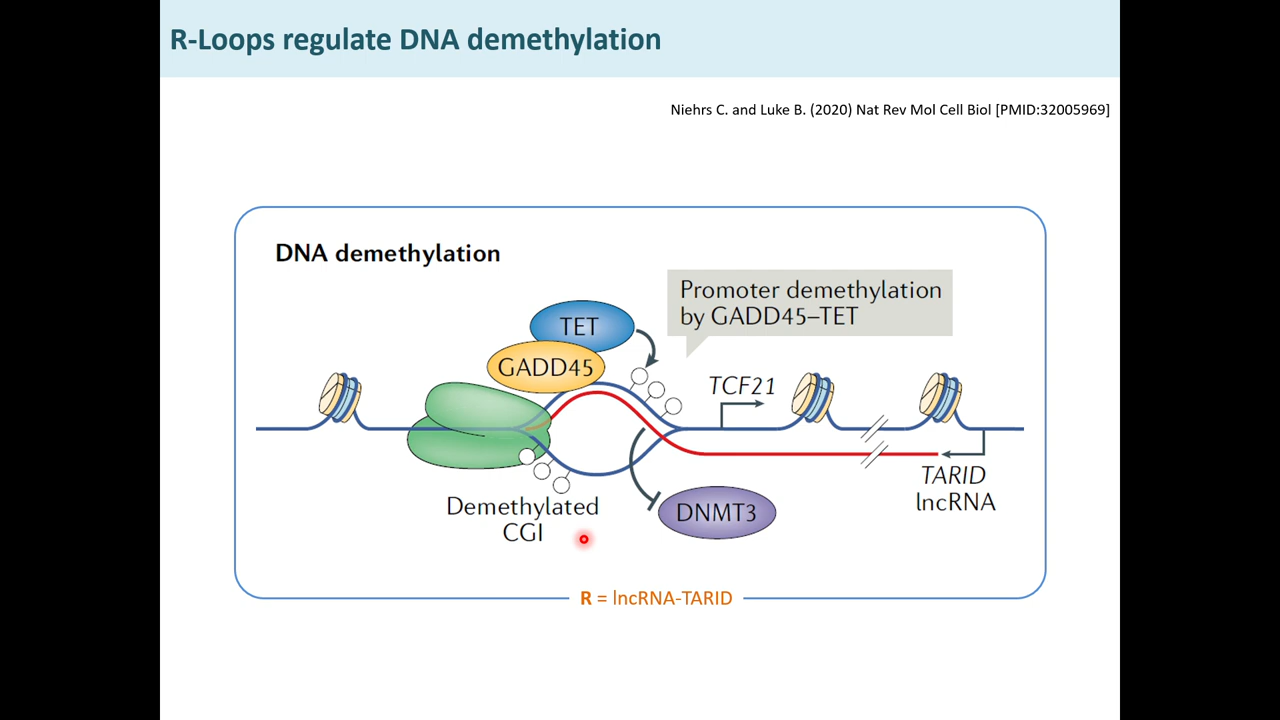 R-Loops regulate DNA demethylation
Niehrs C. and Luke B. (2020) Nat Rev Mol Cell Biol [PMID:32005969]
DNA demethylation
Promoter demethylation
by GADD45–TET
TET
GADD45
TCF21
TARID
lncRNA
Demethylated
CGI
DNMT3
R = lncRNA-TARID